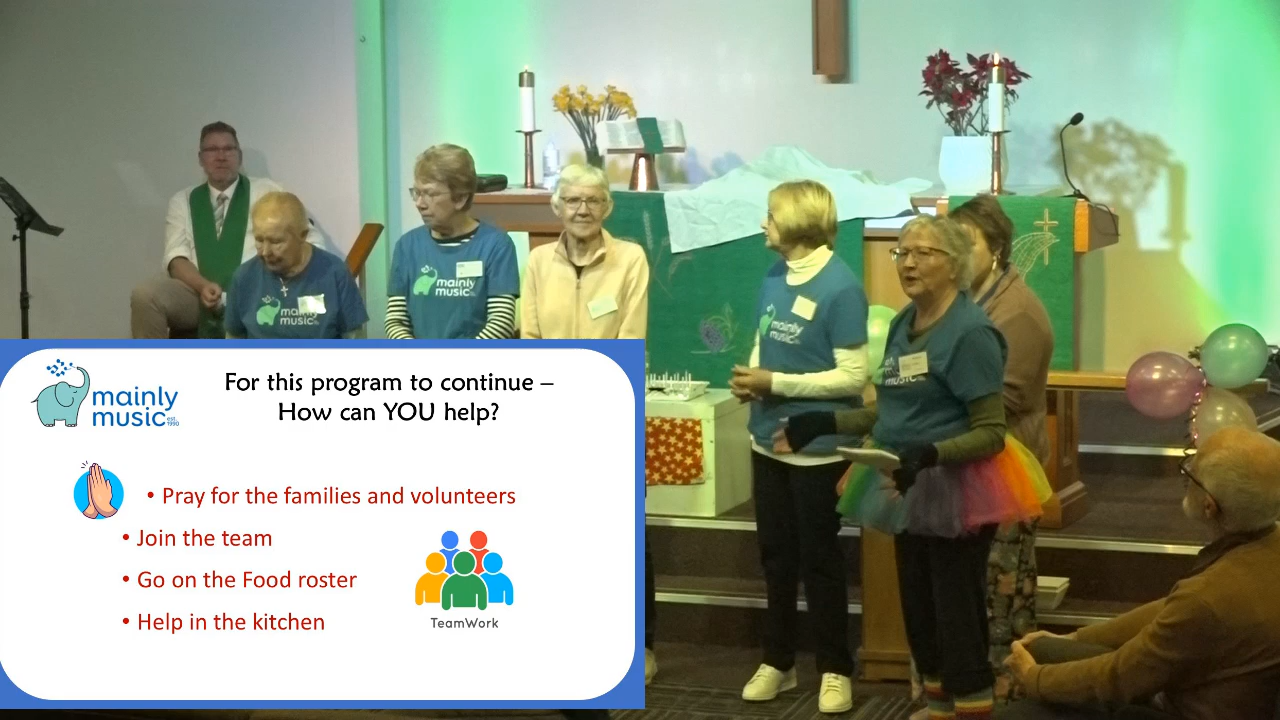 mainly
music
mainly
music
mainly
music
mainly
music
est.
1990
For this program to continue –
How can YOU help?
• Pray for the families and volunteers
• Join the team
• Go on the Food roster
• Help in the kitchen
TeamWork